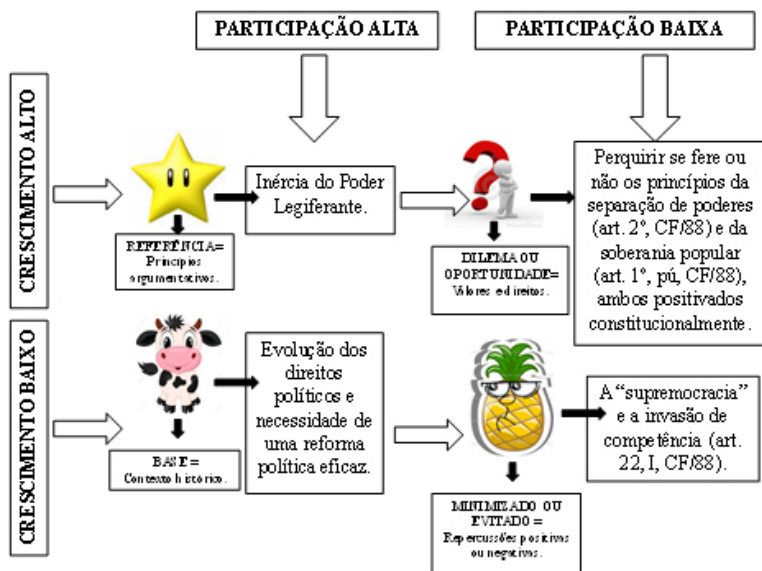 PARTICIPAÇÃO ALTA
PARTICIPAÇÃO BAIXA
CRESCIMENTO ALTO
Inércia do Poder
Legiferante.
REFERÊNCIA=
Princípios
argumentativos.
DILEMA OU
OPORTUNIDADE=
Valores e direitos.
Perquirir se fere ou
não os princípios da
separação de poderes
(art. 2º, CF/88) e da
soberania popular
(art. 1º, pú, CF/88),
ambos positivados
constitucionalmente.
CRESCIMENTO BAIXO
Evolução dos
direitos
políticos e
necessidade de
uma reforma
política eficaz.
BASE =
Contexto histórico.
MINIMIZADO OU
EVITADO =
Repercussões positivas
ou negativas.
A “supremocracia”
e a invasão de
competência (art.
22, I, CF/88).